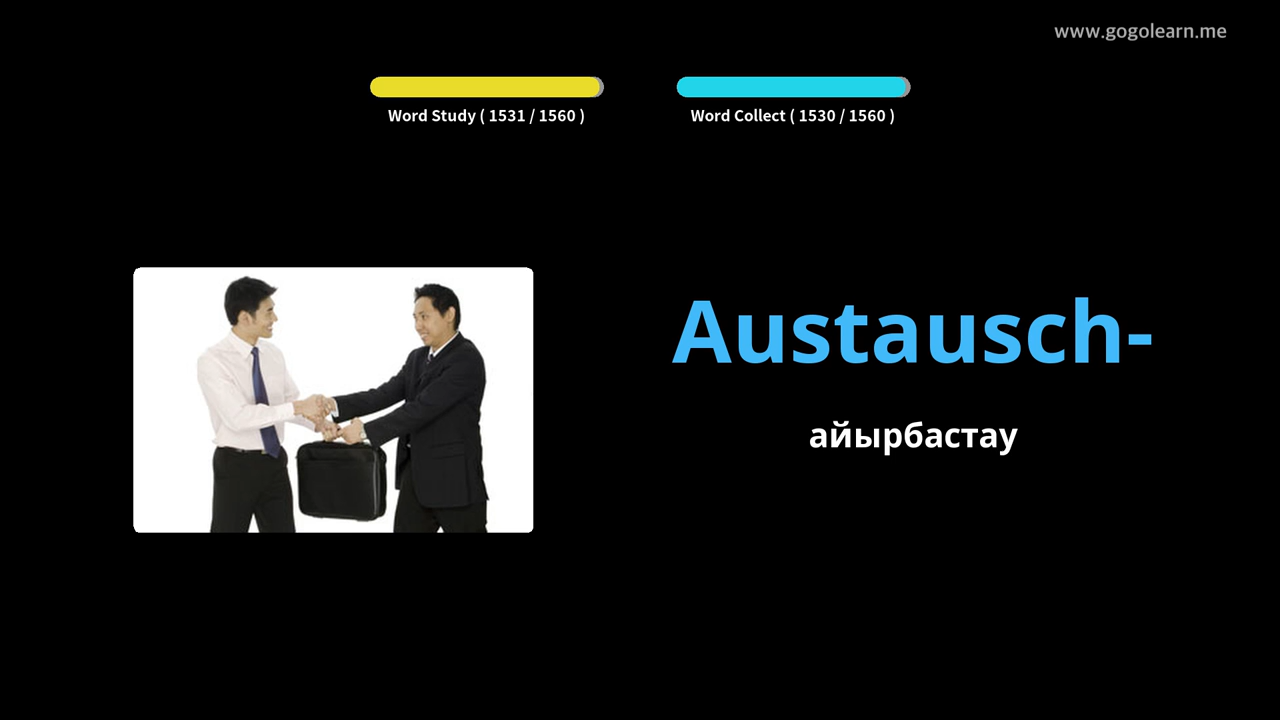 www.gogolearn.me
Word Study ( 1531 / 1560 )
Word Collect ( 1530 / 1560 )
Austausch-
айырбастау